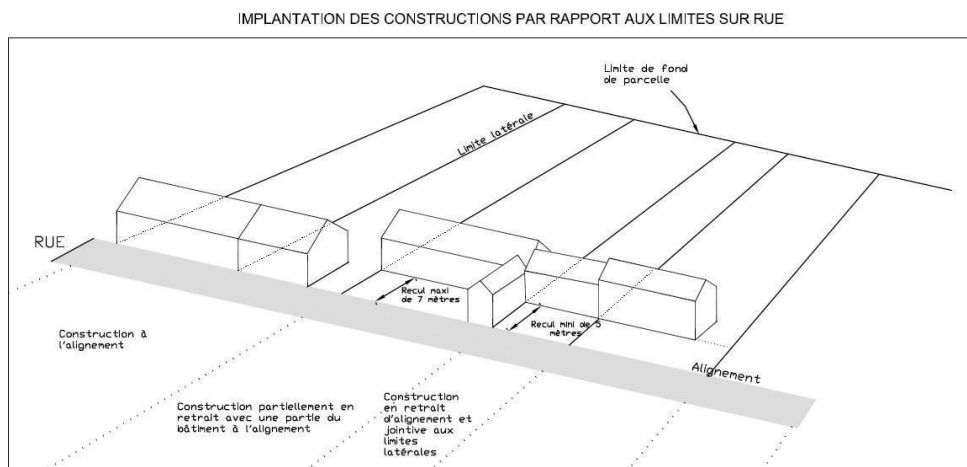 IMPLANTATION DES CONSTRUCTIONS PAR RAPPORT AUX LIMITES SUR RUE
Limite de fond
de parcelle
Limite latérale
RUE
Recul maxi
de 7 mètres
Recul mini de 5
mètres
Alignement
Construction à
l'alignement
Construction partiellement en
retrait avec une partie du
bâtiment à l'alignement
Construction
en retrait
d'alignement et
jointive aux
limites
latérales